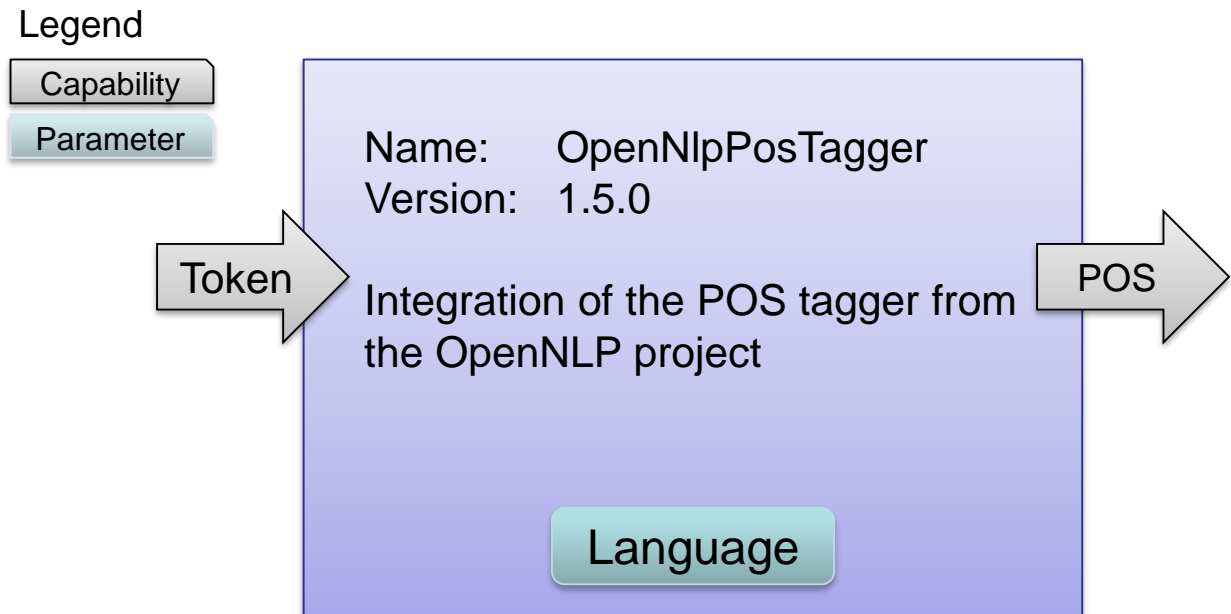 Legend
Capability
Parameter
Name: OpenNlpPosTagger
Version: 1.5.0
Token
Integration of the POS tagger from
the OpenNLP project
POS
Language